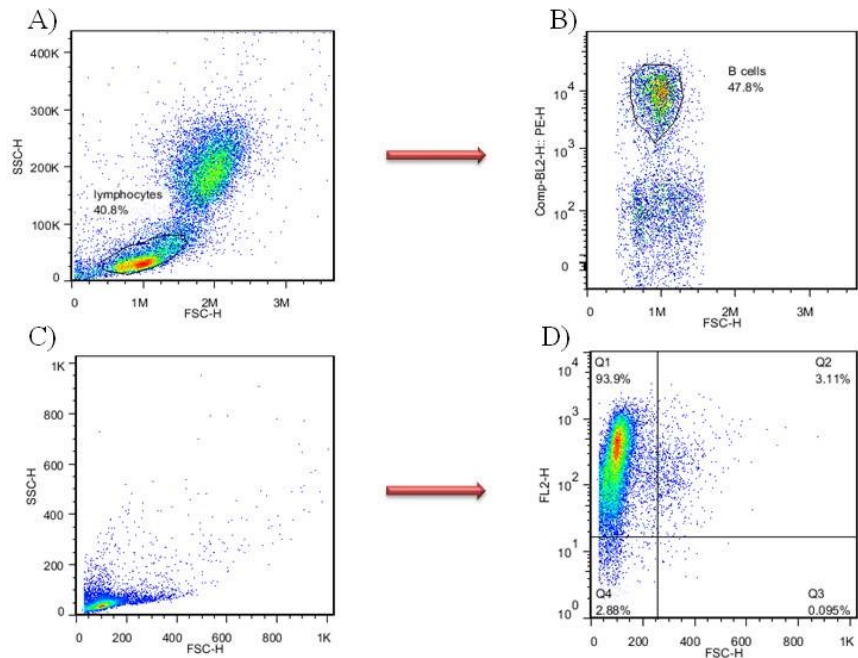 A)
400K
300K
200K
100K
0
SSC-H
lymphocytes
40.8%
0 1M 2M 3M
FSC-H
B)
10^4
10^3
10^2
0
Comp-BL2-H:: PE-H
B cells
47.8%
0 1M 2M 3M
FSC-H
C)
1K
800
600
400
200
0
SSC-H
0 200 400 600 800 1K
FSC-H
D)
10^4
10^3
10^2
10^1
10^0
FL2-H
Q1
93.9%
Q2
3.11%
Q4
2.88%
Q3
0.095%
0 200 400 600 800 1K
FSC-H